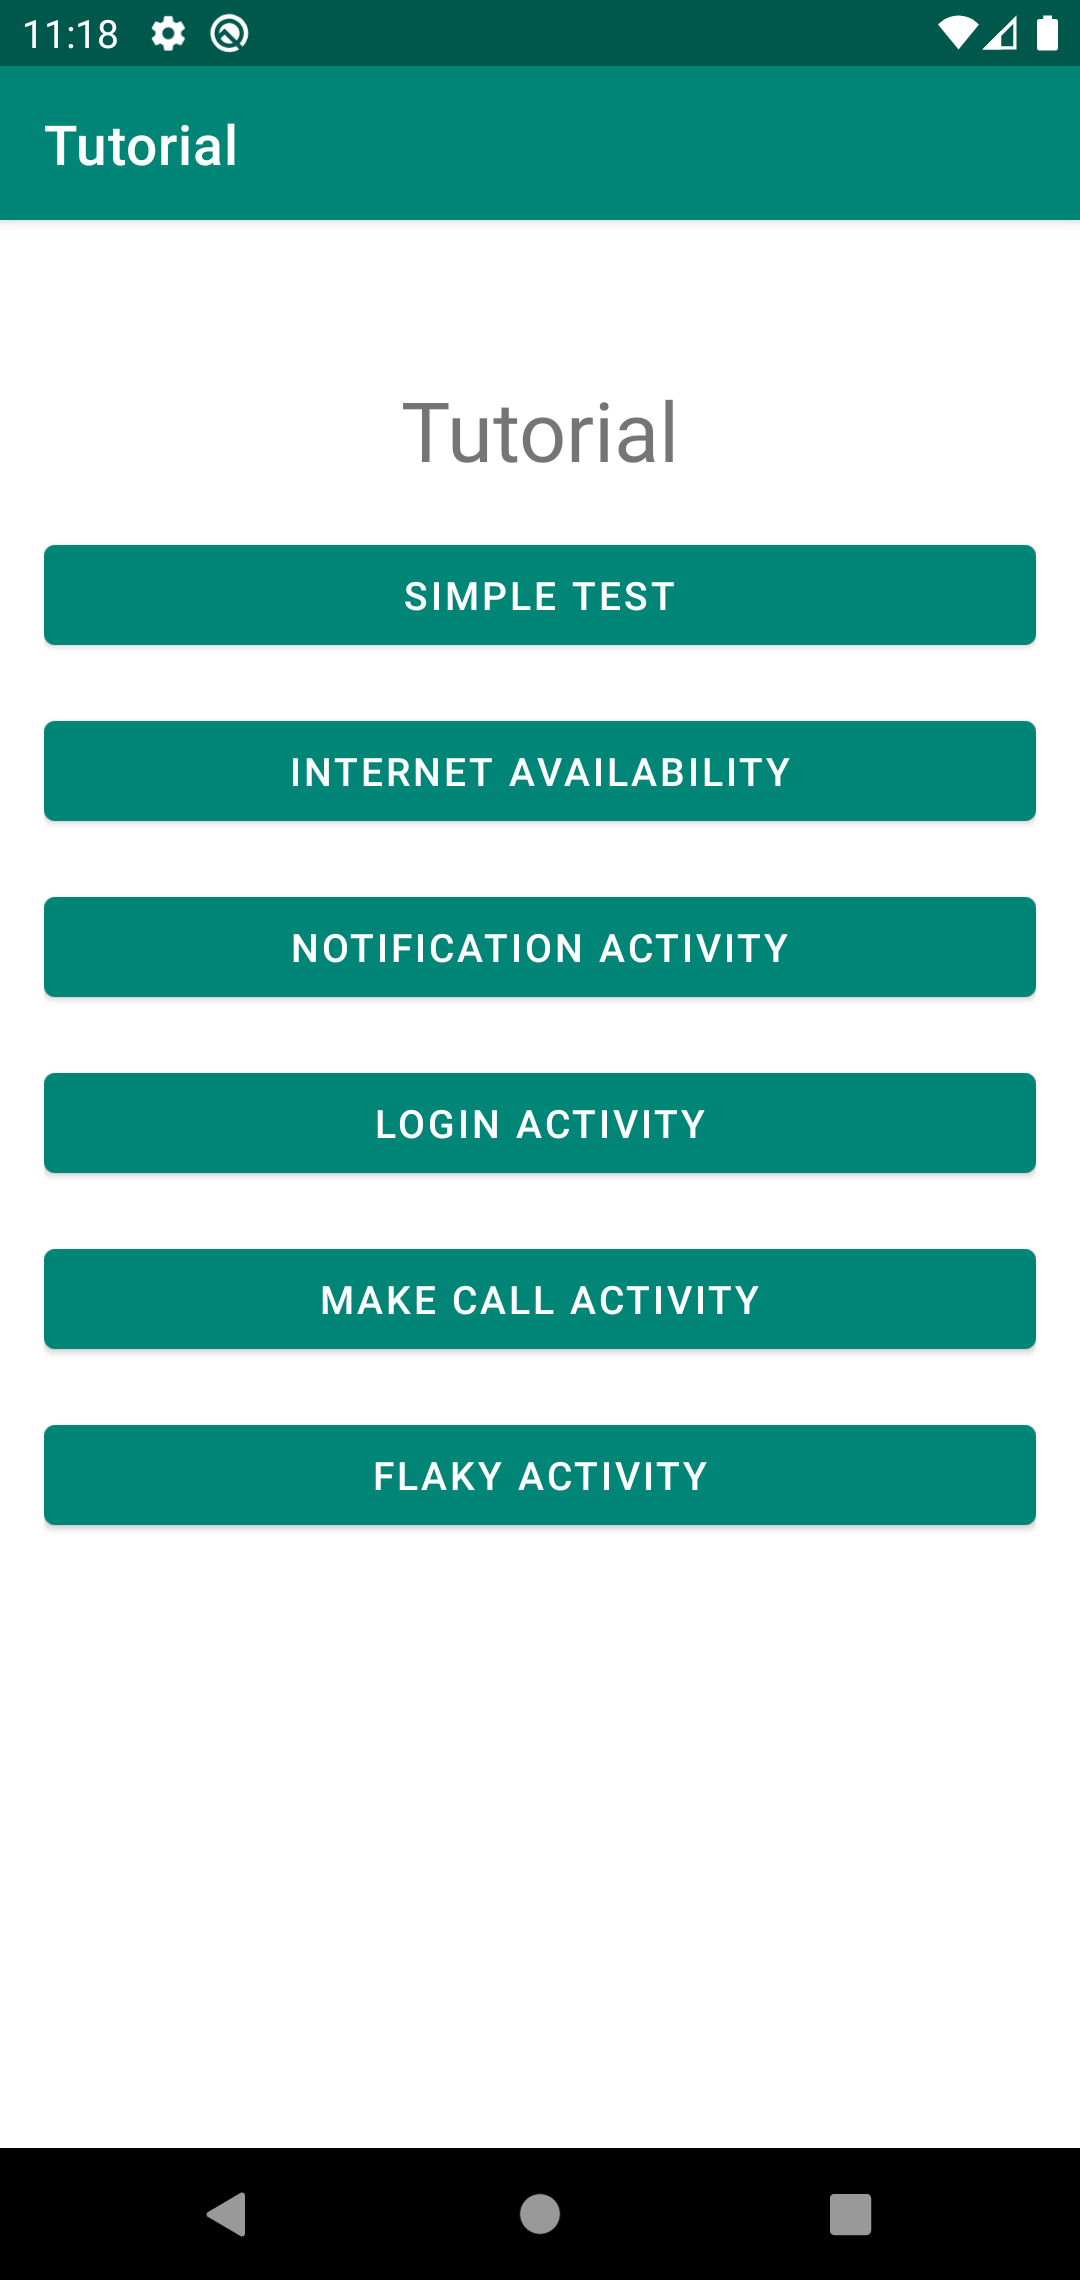 11:18
Tutorial
Tutorial
SIMPLE TEST
INTERNET AVAILABILITY
NOTIFICATION ACTIVITY
LOGIN ACTIVITY
MAKE CALL ACTIVITY
FLAKY ACTIVITY